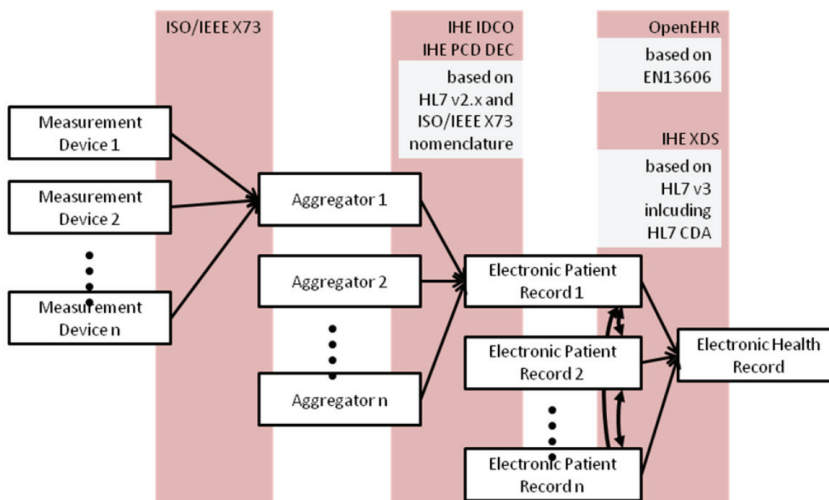 ISO/IEEE X73
IHE IDCO
IHE PCD DEC
based on
HL7 v2.x and
ISO/IEEE X73
nomenclature
OpenEHR
based on
EN13606
IHE XDS
based on
HL7 v3
inlcuding
HL7 CDA
Measurement
Device 1
Measurement
Device 2
Measurement
Device n
Aggregator 1
Aggregator 2
Aggregator n
Electronic Patient
Record 1
Electronic Patient
Record 2
Electronic Patient
Record n
Electronic Health
Record